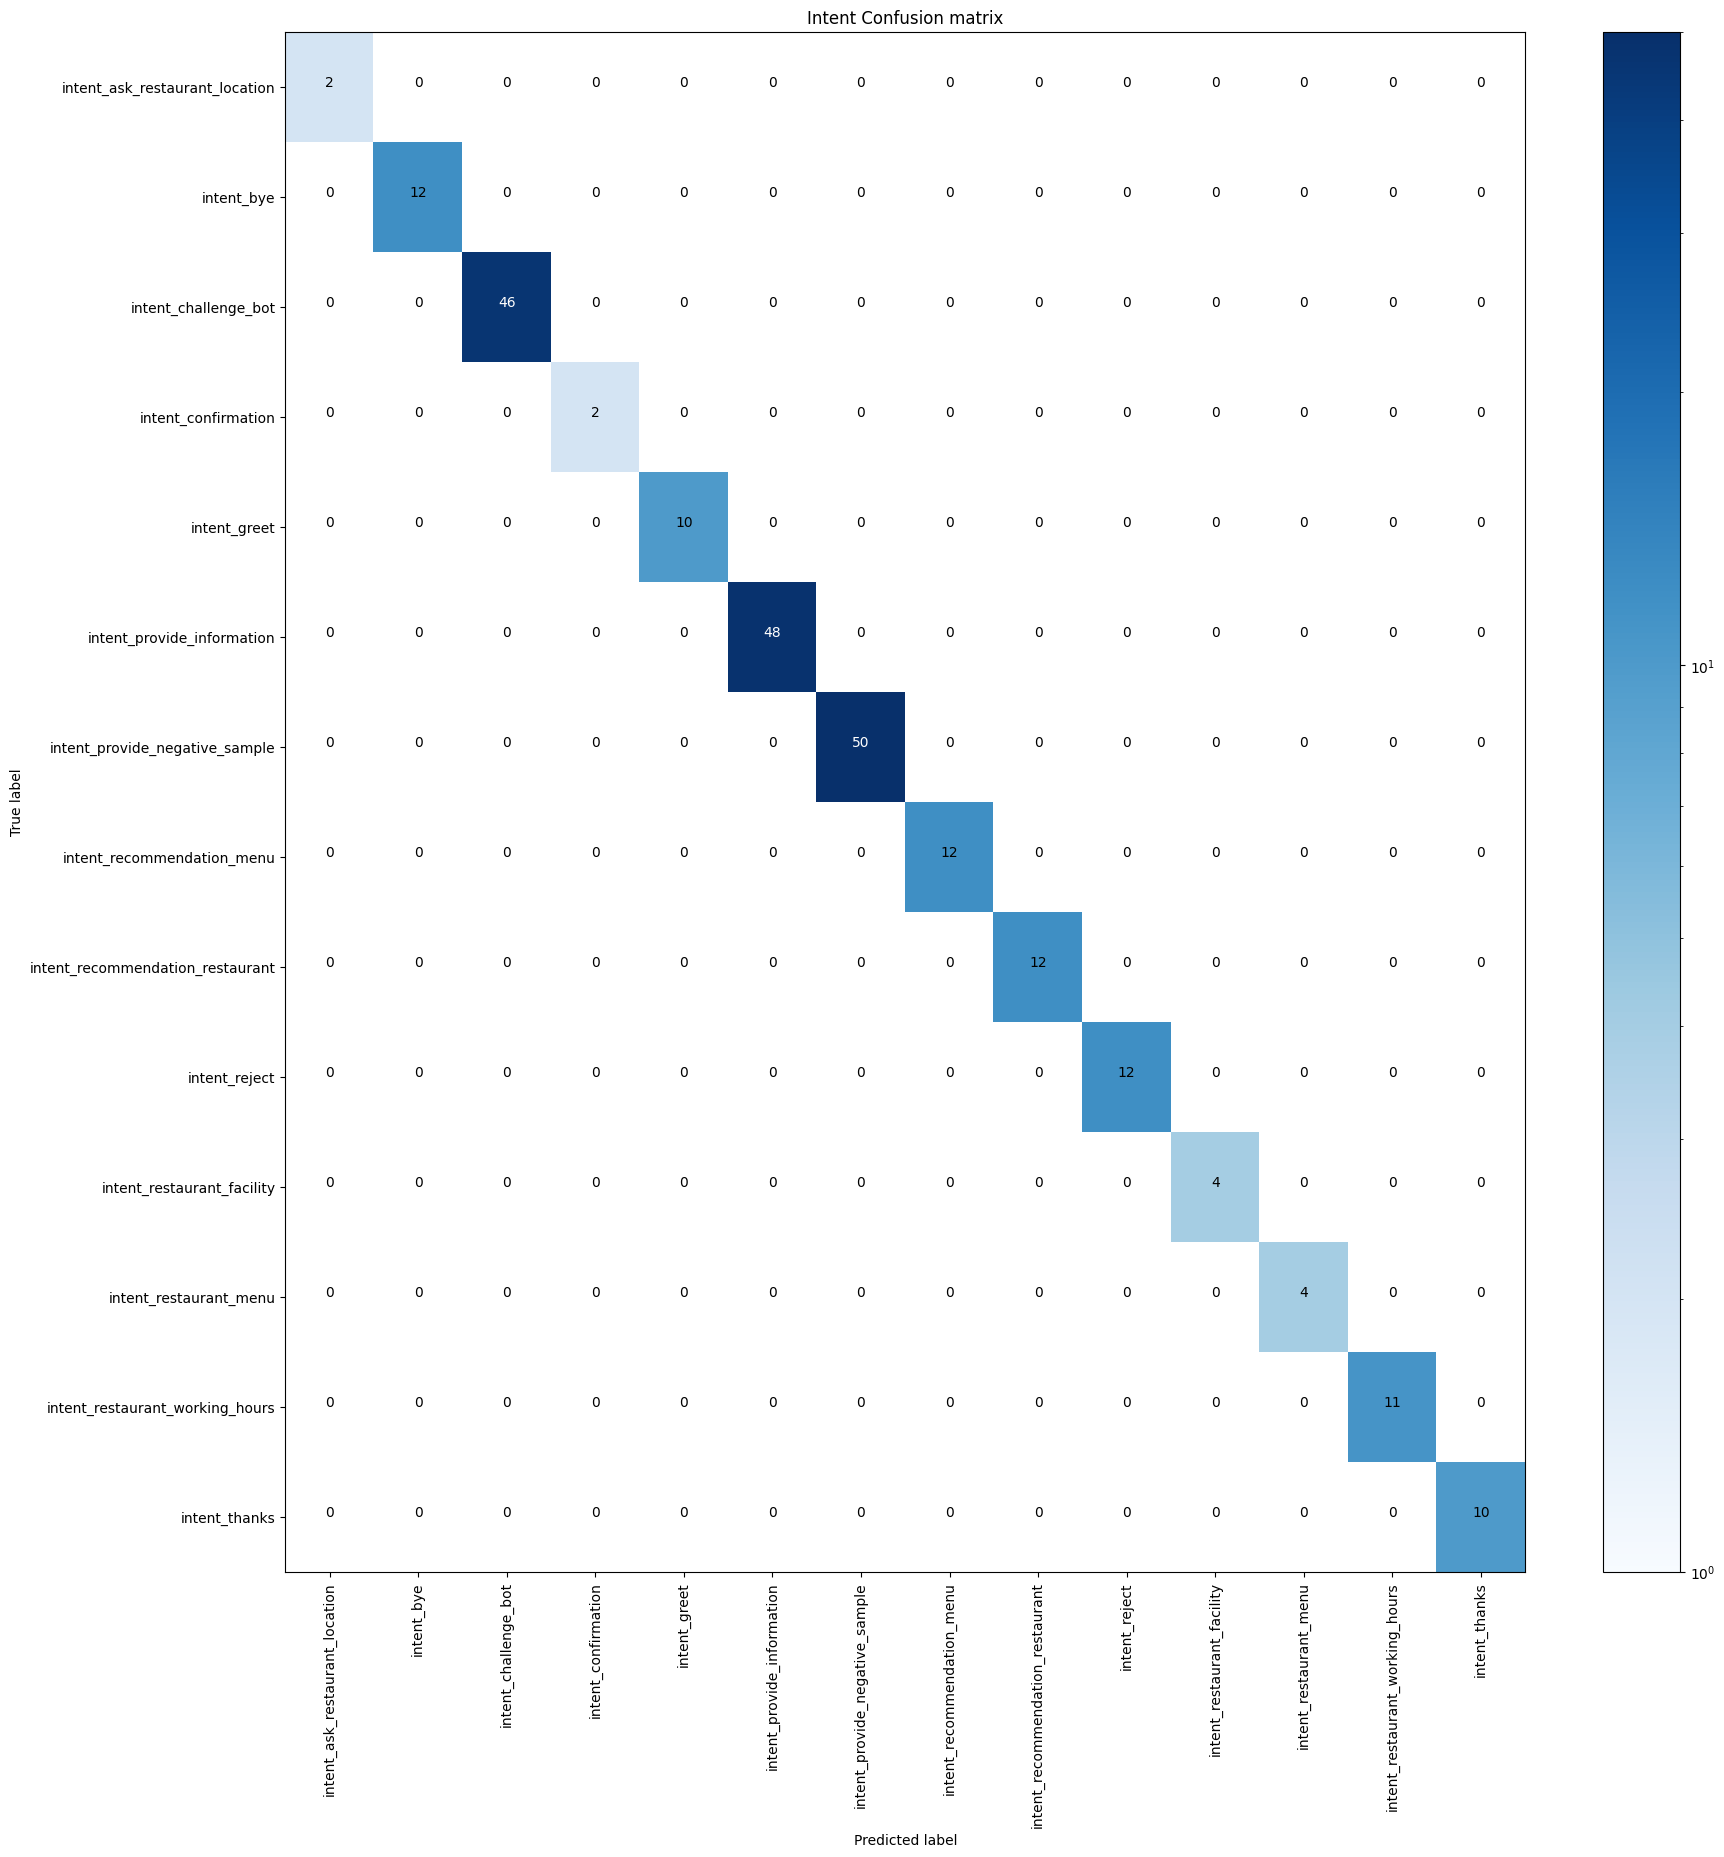 Intent Confusion matrix
True label
intent_ask_restaurant_location 2 0 0 0 0 0 0 0 0 0 0 0 0 0
intent_bye 0 12 0 0 0 0 0 0 0 0 0 0 0 0
intent_challenge_bot 0 0 46 0 0 0 0 0 0 0 0 0 0 0
intent_confirmation 0 0 0 2 0 0 0 0 0 0 0 0 0 0
intent_greet 0 0 0 0 10 0 0 0 0 0 0 0 0 0
intent_provide_information 0 0 0 0 0 48 0 0 0 0 0 0 0 0
intent_provide_negative_sample 0 0 0 0 0 0 50 0 0 0 0 0 0 0
intent_recommendation_menu 0 0 0 0 0 0 0 12 0 0 0 0 0 0
intent_recommendation_restaurant 0 0 0 0 0 0 0 0 12 0 0 0 0 0
intent_reject 0 0 0 0 0 0 0 0 0 12 0 0 0 0
intent_restaurant_facility 0 0 0 0 0 0 0 0 0 0 4 0 0 0
intent_restaurant_menu 0 0 0 0 0 0 0 0 0 0 0 4 0 0
intent_restaurant_working_hours 0 0 0 0 0 0 0 0 0 0 0 0 11 0
intent_thanks 0 0 0 0 0 0 0 0 0 0 0 0 0 10
intent_ask_restaurant_location
intent_bye
intent_challenge_bot
intent_confirmation
intent_greet
intent_provide_information
intent_provide_negative_sample
intent_recommendation_menu
intent_recommendation_restaurant
intent_reject
intent_restaurant_facility
intent_restaurant_menu
intent_restaurant_working_hours
intent_thanks
Predicted label
10¹
10⁰